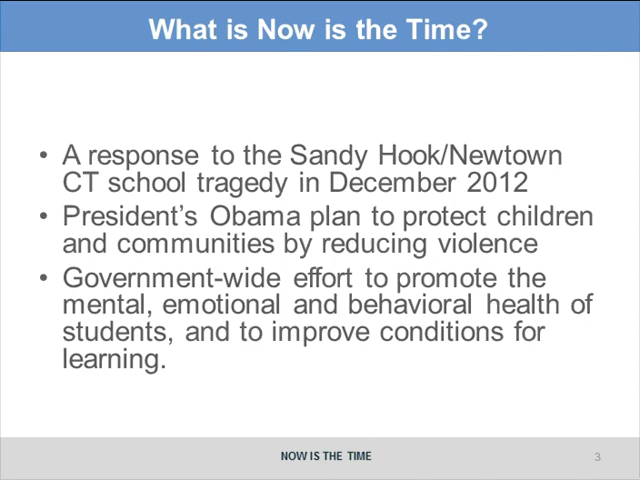 What is Now is the Time?
• A response to the Sandy Hook/Newtown
CT school tragedy in December 2012
• President’s Obama plan to protect children
and communities by reducing violence
• Government-wide effort to promote the
mental, emotional and behavioral health of
students, and to improve conditions for
learning.
NOW IS THE TIME
3